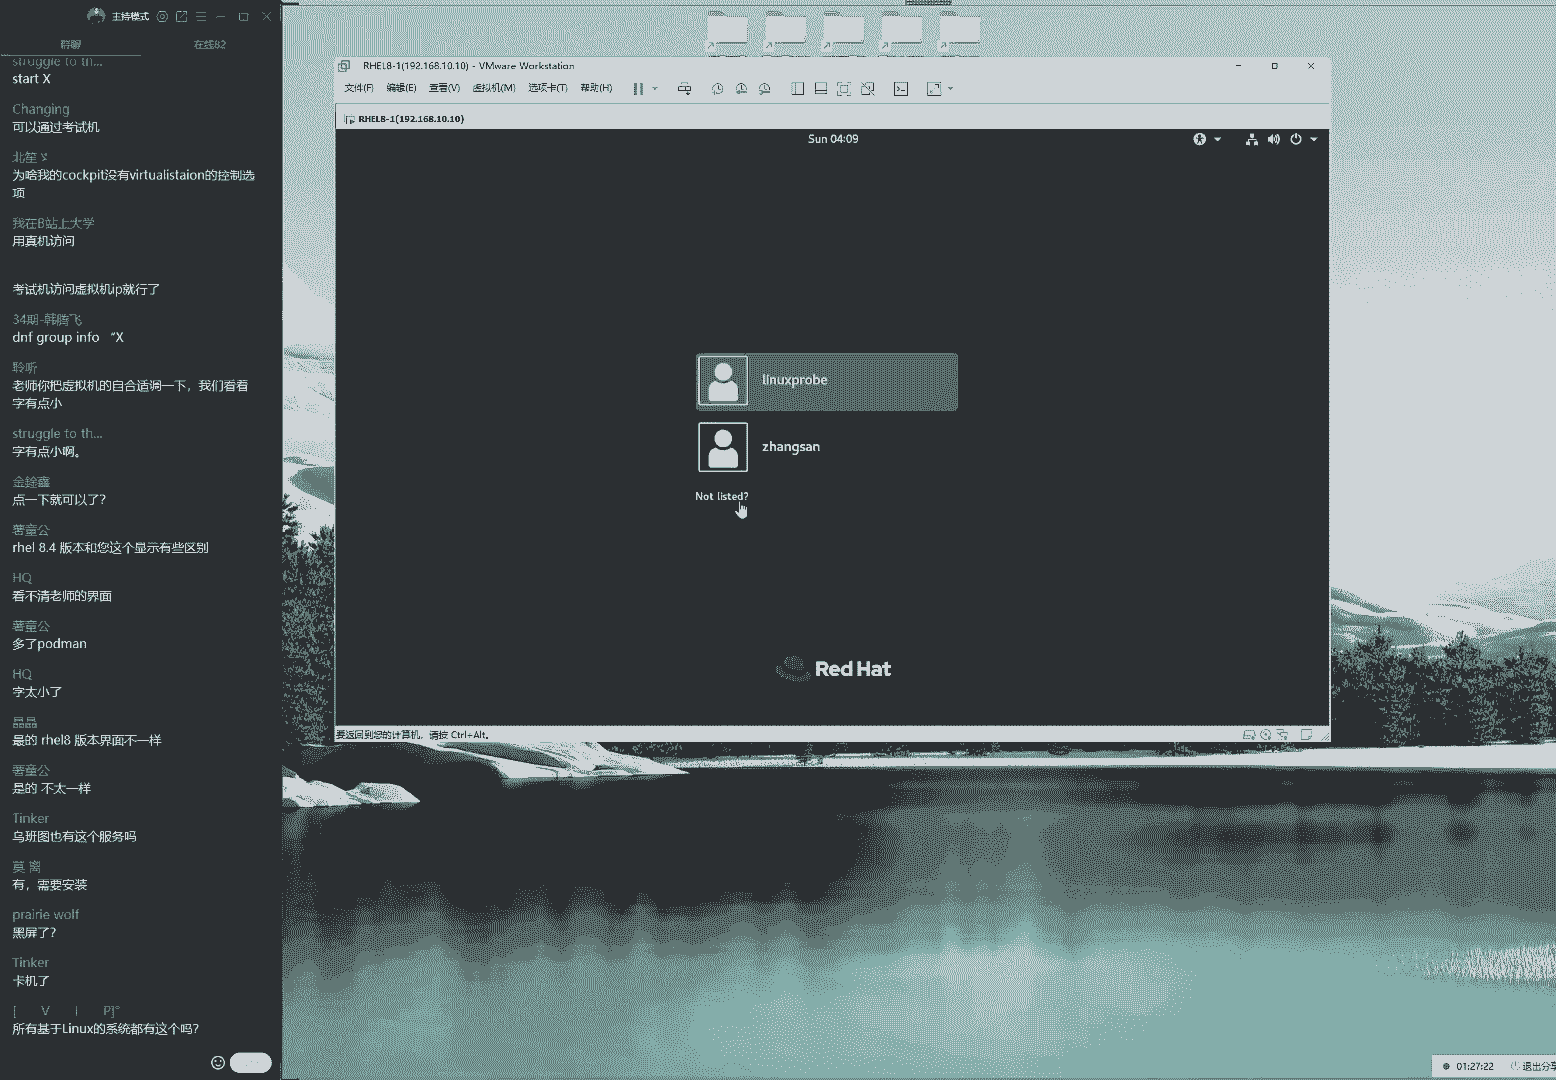 主持模式
群聊
在线82
struggle to th...
start X
Changing
可以通过考试机
北笙
为啥我的cockpit没有virtualistaion的控制选
项
我在B站上大学
用真机访问
考试机访问虚拟机ip就行了
34期-韩腾飞
dnf group info “X
聆听
老师你把虚拟机的自合适调一下，我们看看
字有点小
struggle to th...
字有点小啊。
点一下就可以了？
薯童公
rhel 8.4 版本和您这个显示有些区别
HQ
看不清老师的界面
薯童公
多了podman
HQ
字太小了
晶晶
最的 rhel8 版本界面不一样
薯童公
是的 不太一样
Tinker
乌班图也有这个服务吗
莫 离
有，需要安装
prairie wolf
黑屏了？
Tinker
卡机了
[ V I P]°
所有基于Linux的系统都有这个吗？
RHEL8-1(192.168.10.10) - VMware Workstation
文件(F) 编辑(E) 查看(V) 虚拟机(M) 选项卡(T) 帮助(H)
RHEL8-1(192.168.10.10)
Sun 04:09
linuxprobe
zhangsan
Not listed?
Red Hat
要返回到您的计算机，请按 Ctrl+Alt。
01:27:22
退出分享